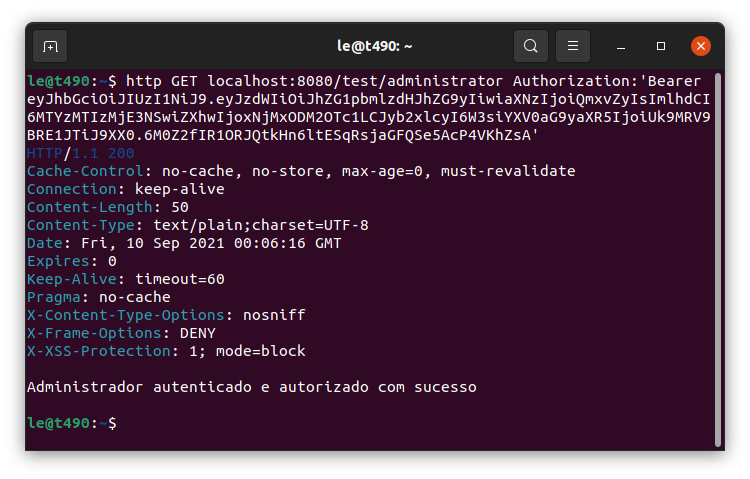 le@t490: ~
le@t490:~$ http GET localhost:8080/test/administrator Authorization:'Bearer
eyJhbGciOiJIUzI1NiJ9.eyJzdWIiOiJhZG1pbmlzdHJhZG9yIiwiaXNzIjoiQmxvZyIsImlhdCI
6MTYzMTIzMjE3NSwiZXhwIjoxNjMxODM2OTc1LCJyb2xlcyI6W3siYXV0aG9yaXR5IjoiUk9MRV9
BRE1JTiJ9XX0.6M0Z2fIR1ORJQtkHn6ltESqRsjaGFQSe5AcP4VKhZsA'
HTTP/1.1 200
Cache-Control: no-cache, no-store, max-age=0, must-revalidate
Connection: keep-alive
Content-Length: 50
Content-Type: text/plain;charset=UTF-8
Date: Fri, 10 Sep 2021 00:06:16 GMT
Expires: 0
Keep-Alive: timeout=60
Pragma: no-cache
X-Content-Type-Options: nosniff
X-Frame-Options: DENY
X-XSS-Protection: 1; mode=block
Administrador autenticado e autorizado com sucesso
le@t490:~$